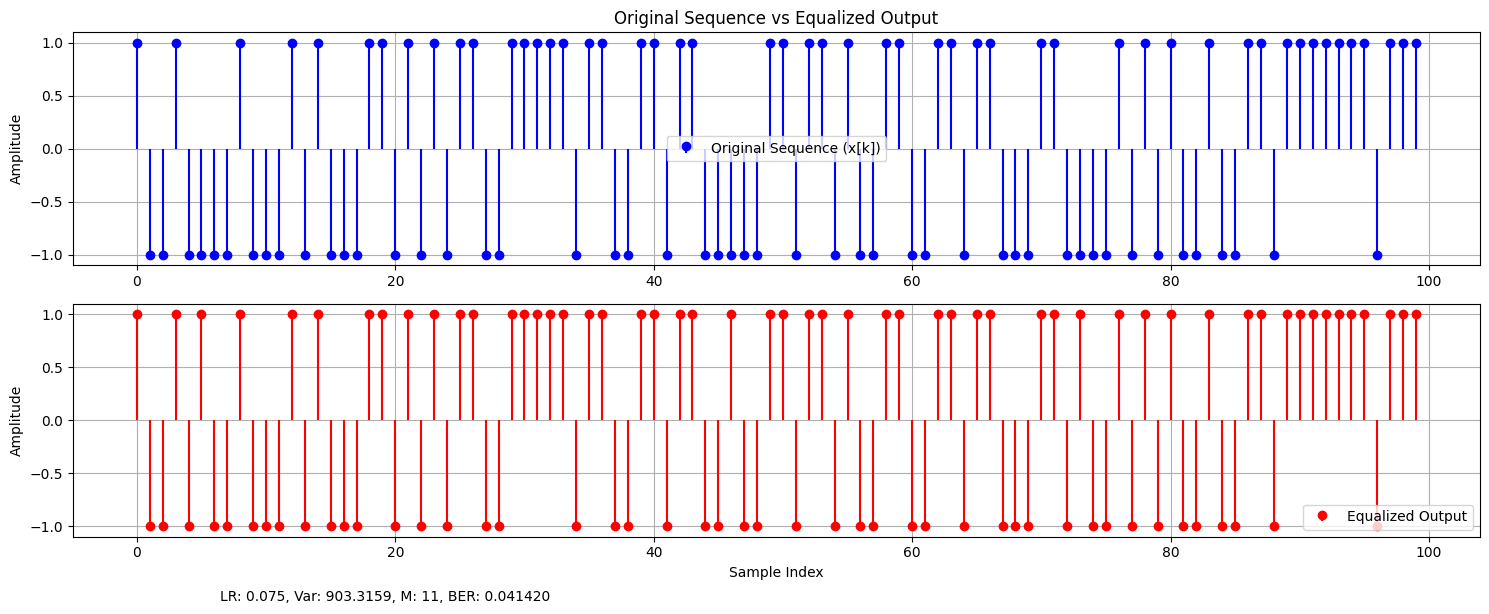 Original Sequence vs Equalized Output
Amplitude
1.0
0.5
0.0
−0.5
−1.0
Original Sequence (x[k])
0 20 40 60 80 100
Amplitude
1.0
0.5
0.0
−0.5
−1.0
Equalized Output
0 20 40 60 80 100
Sample Index
LR: 0.075, Var: 903.3159, M: 11, BER: 0.041420